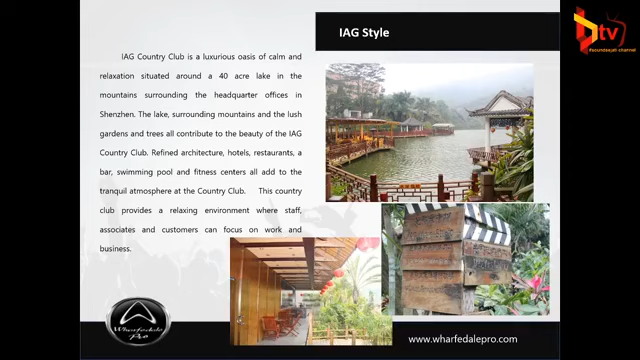 IAG Style
IAG Country Club is a luxurious oasis of calm and
relaxation situated around a 40 acre lake in the
mountains surrounding the headquarter offices in
Shenzhen. The lake, surrounding mountains and the lush
gardens and trees all contribute to the beauty of the IAG
Country Club. Refined architecture, hotels, restaurants, a
bar, swimming pool and fitness centers all add to the
tranquil atmosphere at the Country Club. This country
club provides a relaxing environment where staff,
associates and customers can focus on work and
business.
Wharfedale
Pro
www.wharfedalepro.com
tv